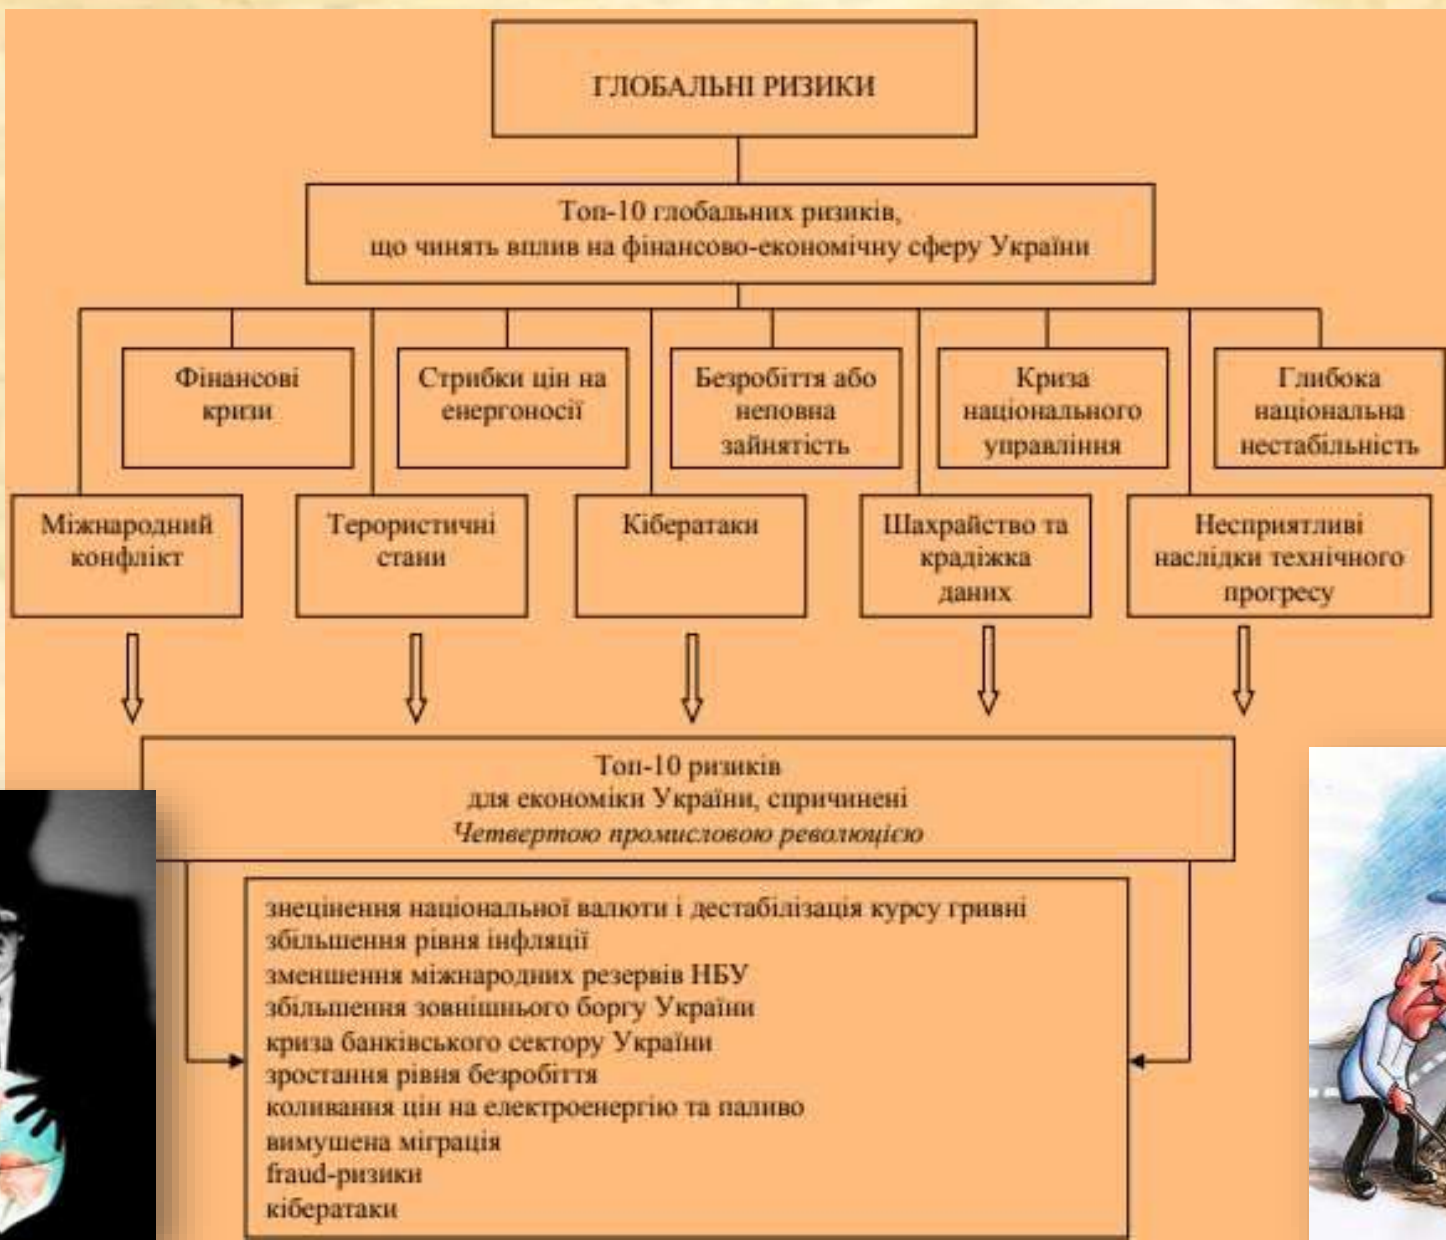 ГЛОБАЛЬНІ РИЗИКИ
Топ-10 глобальних ризиків,
що чинять вплив на фінансово-економічну сферу України
Фінансові
кризи
Стрибки цін на
енергоносії
Безробіття або
неповна
зайнятість
Криза
національного
управління
Глибока
національна
нестабільність
Міжнародний
конфлікт
Терористичні
стани
Кібератаки
Шахрайство та
крадіжка
даних
Несприятливі
наслідки технічного
прогресу
Топ-10 ризиків
для економіки України, спричинені
Четвертою промисловою революцією
знецінення національної валюти і дестабілізація курсу гривні
збільшення рівня інфляції
зменшення міжнародних резервів НБУ
збільшення зовнішнього боргу України
криза банківського сектору України
зростання рівня безробіття
коливання цін на електроенергію та паливо
вимушена міграція
fraud-ризики
кібератаки